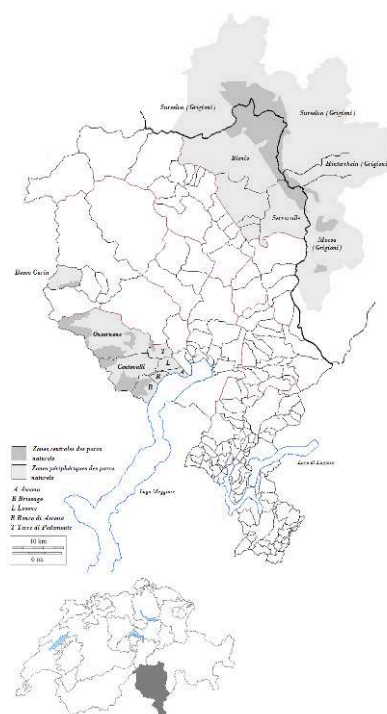 Surselva (Grigioni)
Surselva (Grigioni)
Blenio
Hinterrhein (Grigioni)
Serravalle
Moesa
(Grigioni)
Bosco Gurin
Onsernone
T
L
Centovalli
A
R
B
Zones centrales des parcs
naturels
Zones périphériques des parcs
naturels
A Ascona
B Brissago
L Losone
R Ronco di Ascona
T Terre di Pedemonte
Lago Maggiore
Lago di Lugano
10 km
6 mi